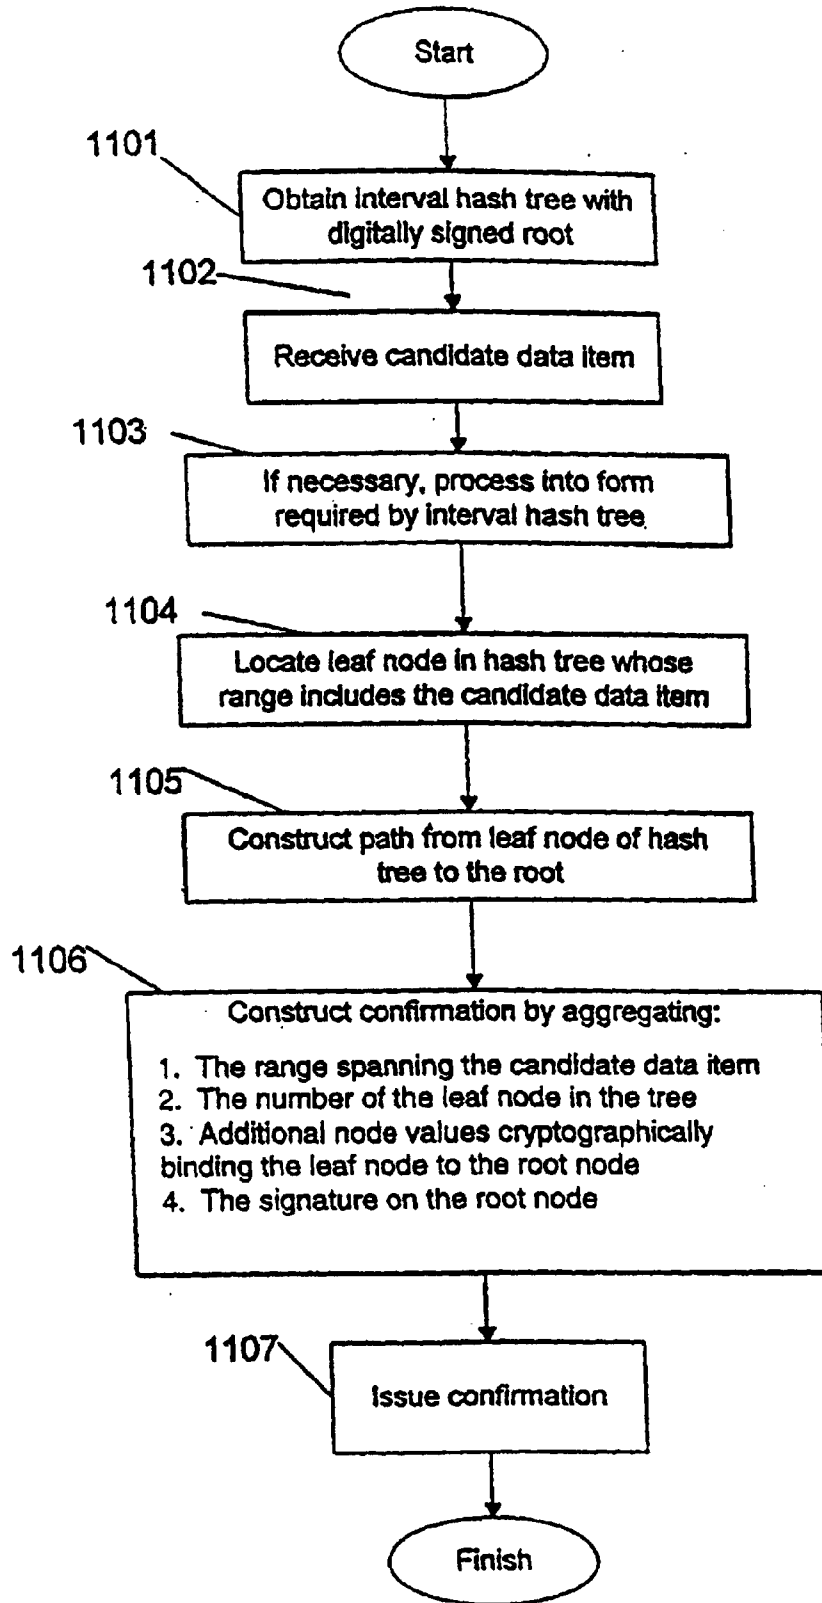 Start
1101
Obtain interval hash tree with
digitally signed root
1102
Receive candidate data item
1103
If necessary, process into form
required by interval hash tree
1104
Locate leaf node in hash tree whose
range includes the candidate data item
1105
Construct path from leaf node of hash
tree to the root
1106
Construct confirmation by aggregating:
1. The range spanning the candidate data item
2. The number of the leaf node in the tree
3. Additional node values cryptographically
binding the leaf node to the root node
4. The signature on the root node
1107
Issue confirmation
Finish